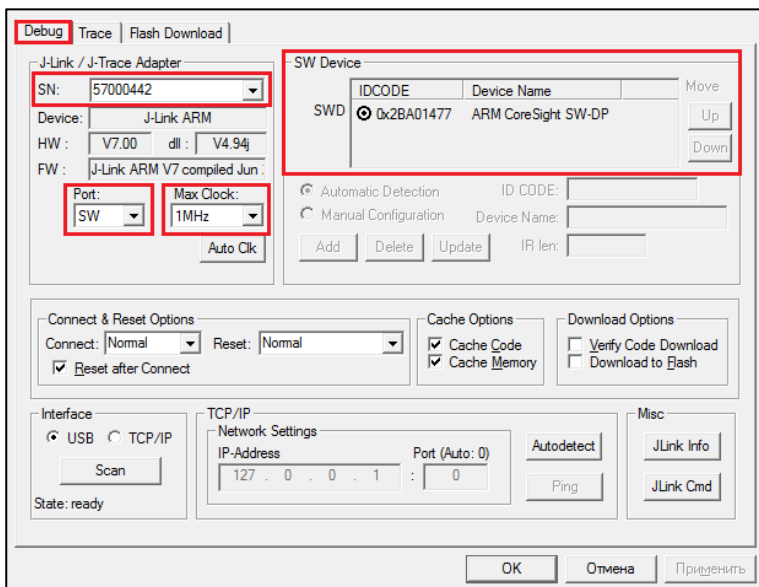 Debug Trace Flash Download
J-Link / J-Trace Adapter
SN: 57000442
Device: J-Link ARM
HW : V7.00 dll : V4.94j
FW : J-Link ARM V7 compiled Jun
Port: Max Clock:
SW 1MHz
Auto Clk
SW Device
IDCODE Device Name Move
SWD 0x2BA01477 ARM CoreSight SW-DP Up
Down
Automatic Detection ID CODE:
Manual Configuration Device Name:
Add Delete Update IR len:
Connect & Reset Options
Connect: Normal Reset: Normal
Reset after Connect
Cache Options
Cache Code
Cache Memory
Download Options
Verify Code Download
Download to Flash
Interface
USB TCP/IP
Scan
State: ready
TCP/IP
Network Settings
IP-Address Port (Auto: 0)
127 . 0 . 0 . 1 : 0
Autodetect
Ping
Misc
JLink Info
JLink Cmd
OK Отмена Применить